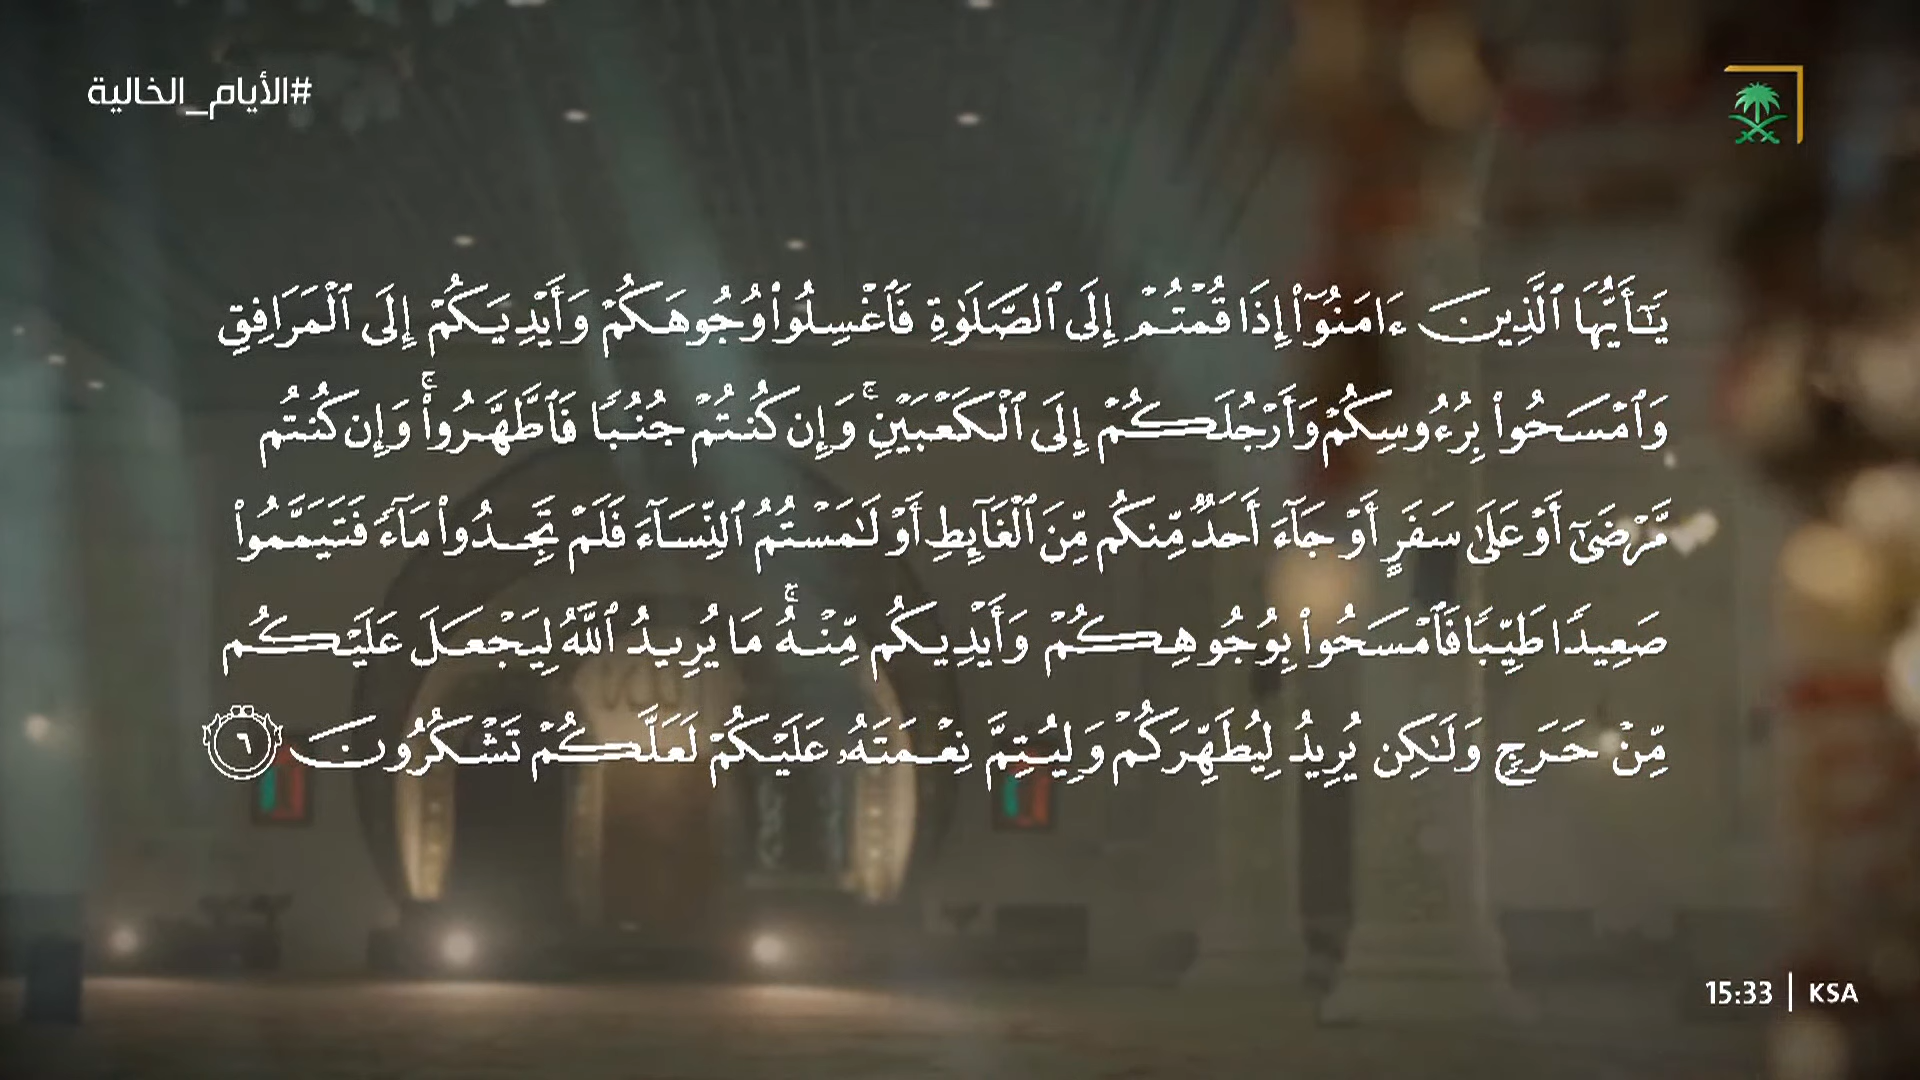 #الأيام_الخالية
يَـٰٓأَيُّهَا ٱلَّذِينَ ءَامَنُوٓا۟ إِذَا قُمْتُمْ إِلَى ٱلصَّلَوٰةِ فَٱغْسِلُوا۟ وُجُوهَكُمْ وَأَيْدِيَكُمْ إِلَى ٱلْمَرَافِقِ
وَٱمْسَحُوا۟ بِرُءُوسِكُمْ وَأَرْجُلَكُمْ إِلَى ٱلْكَعْبَيْنِ ۚ وَإِن كُنتُمْ جُنُبًا فَٱطَّهَّرُوا۟ ۚ وَإِن كُنتُم
مَّرْضَىٰٓ أَوْ عَلَىٰ سَفَرٍ أَوْ جَآءَ أَحَدٌ مِّنكُم مِّنَ ٱلْغَآئِطِ أَوْ لَـٰمَسْتُمُ ٱلنِّسَآءَ فَلَمْ تَجِدُوا۟ مَآءً فَتَيَمَّمُوا۟
صَعِيدًا طَيِّبًا فَٱمْسَحُوا۟ بِوُجُوهِكُمْ وَأَيْدِيكُم مِّنْهُ ۚ مَا يُرِيدُ ٱللَّهُ لِيَجْعَلَ عَلَيْكُم
مِّنْ حَرَجٍ وَلَـٰكِن يُرِيدُ لِيُطَهِّرَكُمْ وَلِيُتِمَّ نِعْمَتَهُۥ عَلَيْكُمْ لَعَلَّكُمْ تَشْكُرُونَ ٦
15:33 | KSA